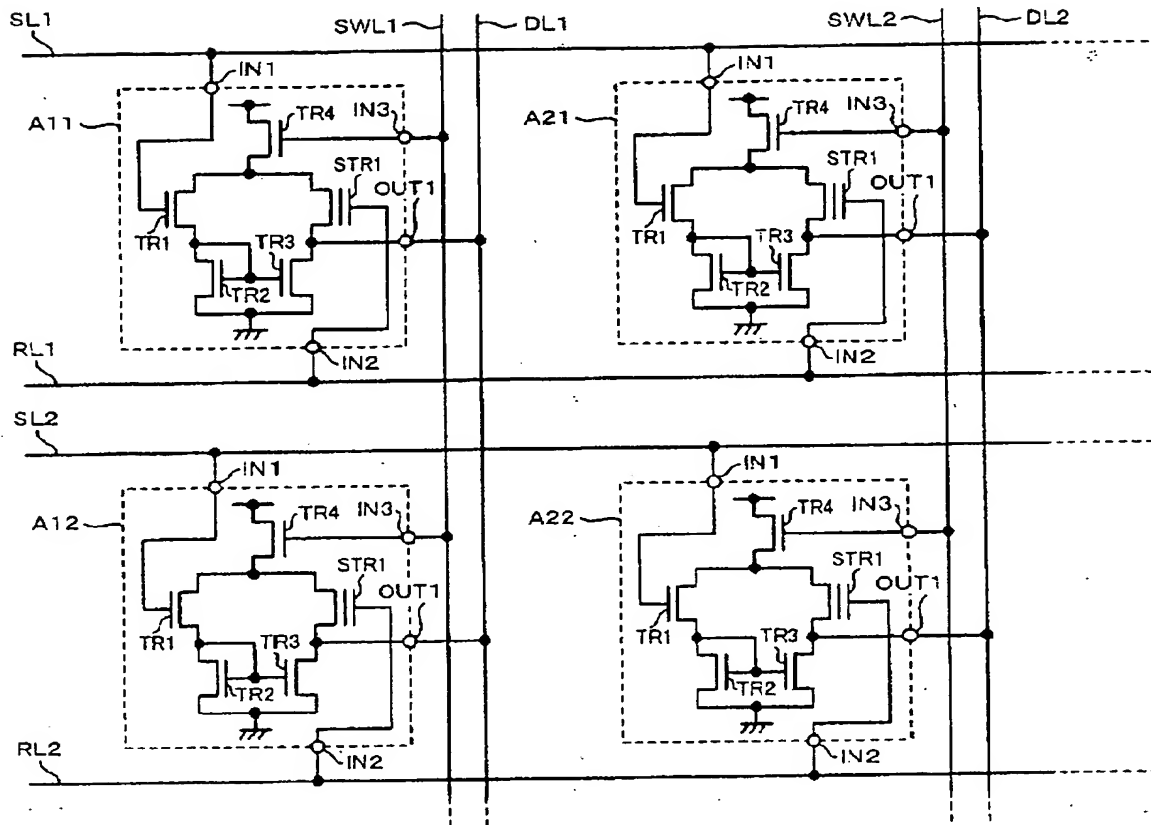 SL1
SWL1
DL1
SWL2
DL2
IN1
IN1
A11
TR4
IN3
A21
TR4
IN3
STR1
OUT1
STR1
OUT1
TR1
TR3
TR1
TR3
TR2
TR2
RL1
IN2
IN2
SL2
IN1
IN1
A12
TR4
IN3
A22
TR4
IN3
STR1
OUT1
STR1
OUT1
TR1
TR3
TR1
TR3
TR2
TR2
RL2
IN2
IN2